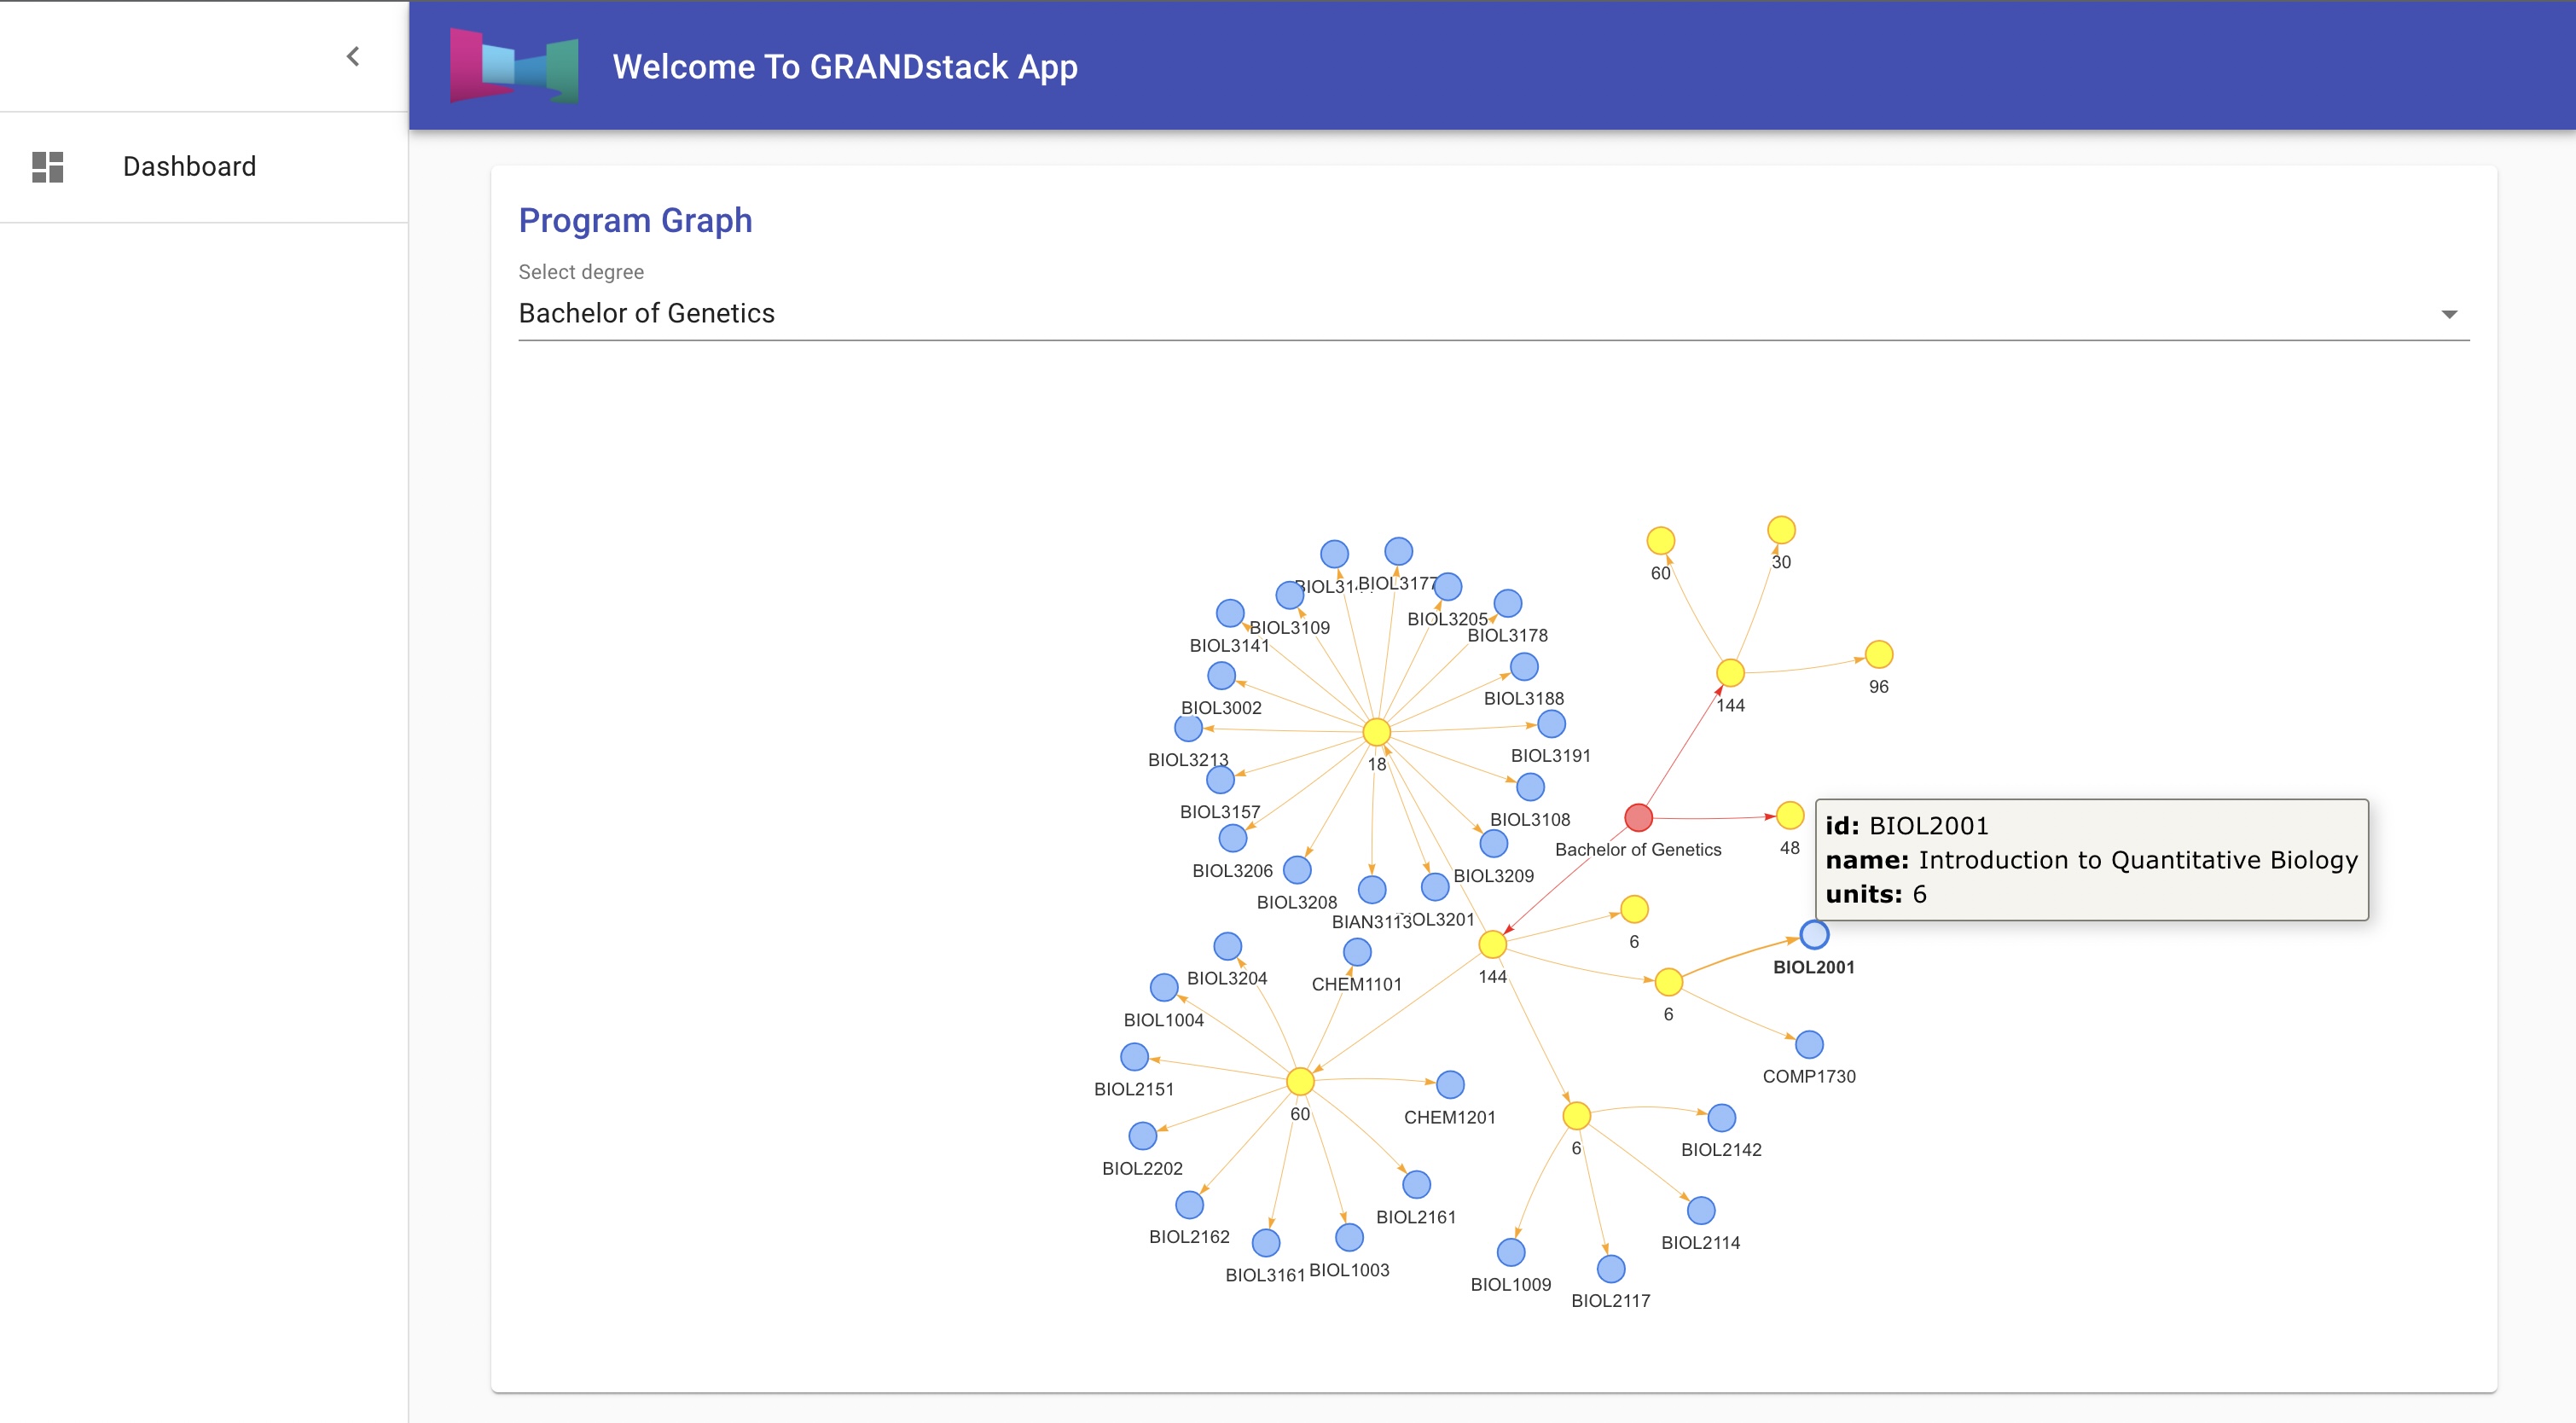 Welcome To GRANDstack App
Dashboard
Program Graph
Select degree
Bachelor of Genetics
60
30
BIOL3177
BIOL3205
BIOL3109
BIOL3178
BIOL3141
BIOL3002
BIOL3188
96
144
BIOL3213
18
BIOL3191
BIOL3157
BIOL3108
Bachelor of Genetics
48
id: BIOL2001
name: Introduction to Quantitative Biology
units: 6
BIOL3206
BIOL3209
BIOL3208
BIAN3113
6
BIOL2001
BIOL3204
CHEM1101
144
BIOL1004
6
COMP1730
BIOL2151
60
CHEM1201
6
BIOL2142
BIOL2202
BIOL2161
BIOL2162
BIOL2114
BIOL3161
BIOL1003
BIOL1009
BIOL2117